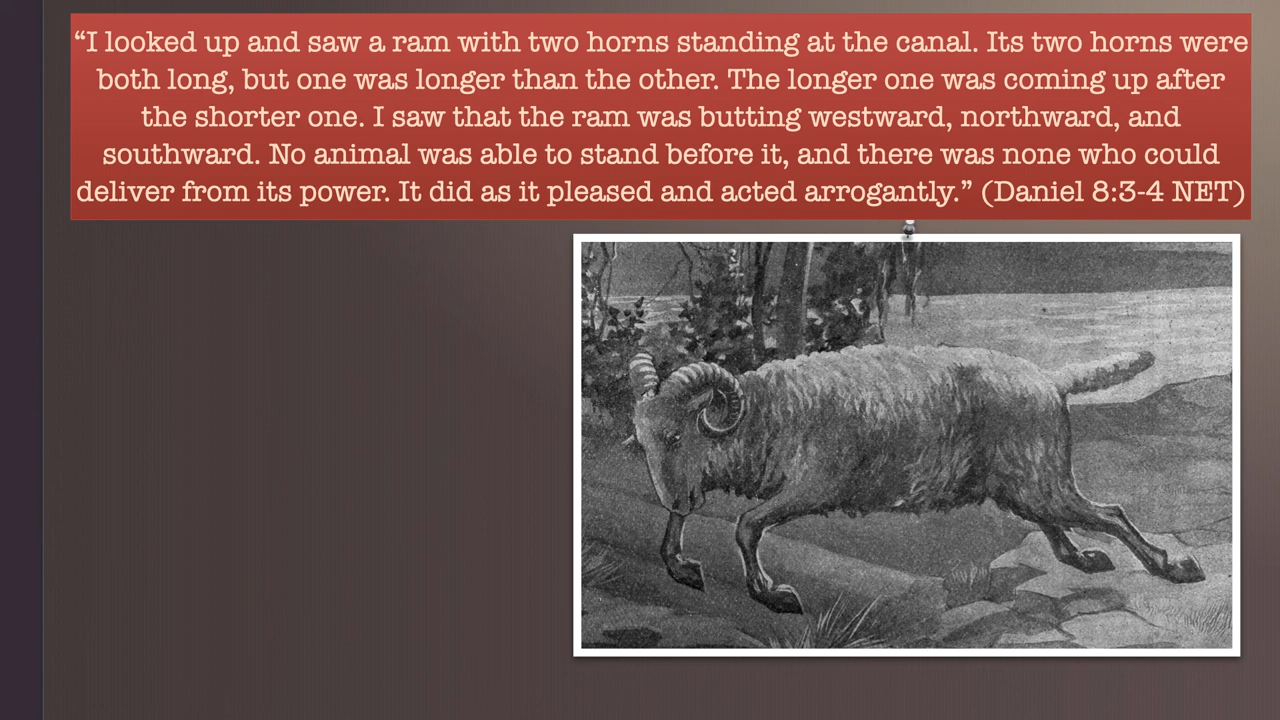 “I looked up and saw a ram with two horns standing at the canal. Its two horns were
both long, but one was longer than the other. The longer one was coming up after
the shorter one. I saw that the ram was butting westward, northward, and
southward. No animal was able to stand before it, and there was none who could
deliver from its power. It did as it pleased and acted arrogantly.” (Daniel 8:3-4 NET)